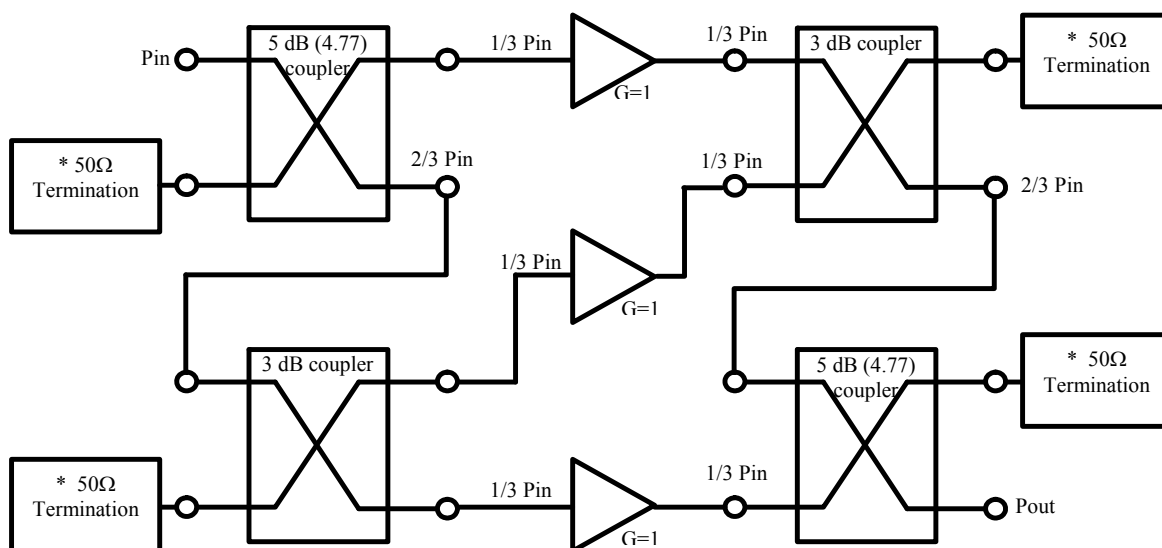 5 dB (4.77)
coupler
3 dB coupler
* 50Ω
Termination
Pin
1/3 Pin
1/3 Pin
G=1
* 50Ω
Termination
2/3 Pin
1/3 Pin
2/3 Pin
1/3 Pin
G=1
3 dB coupler
5 dB (4.77)
coupler
* 50Ω
Termination
* 50Ω
Termination
1/3 Pin
1/3 Pin
G=1
Pout